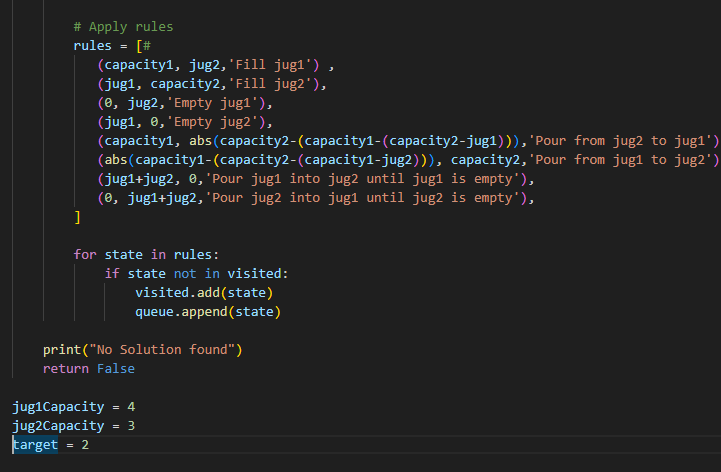 # Apply rules
rules = [#
(capacity1, jug2,'Fill jug1') ,
(jug1, capacity2,'Fill jug2'),
(0, jug2,'Empty jug1'),
(jug1, 0,'Empty jug2'),
(capacity1, abs(capacity2-(capacity1-(capacity2-jug1))),'Pour from jug2 to jug1')
(abs(capacity1-(capacity2-(capacity1-jug2))), capacity2,'Pour from jug1 to jug2')
(jug1+jug2, 0,'Pour jug1 into jug2 until jug1 is empty'),
(0, jug1+jug2,'Pour jug2 into jug1 until jug2 is empty'),
]
for state in rules:
if state not in visited:
visited.add(state)
queue.append(state)
print("No Solution found")
return False
jug1Capacity = 4
jug2Capacity = 3
target = 2